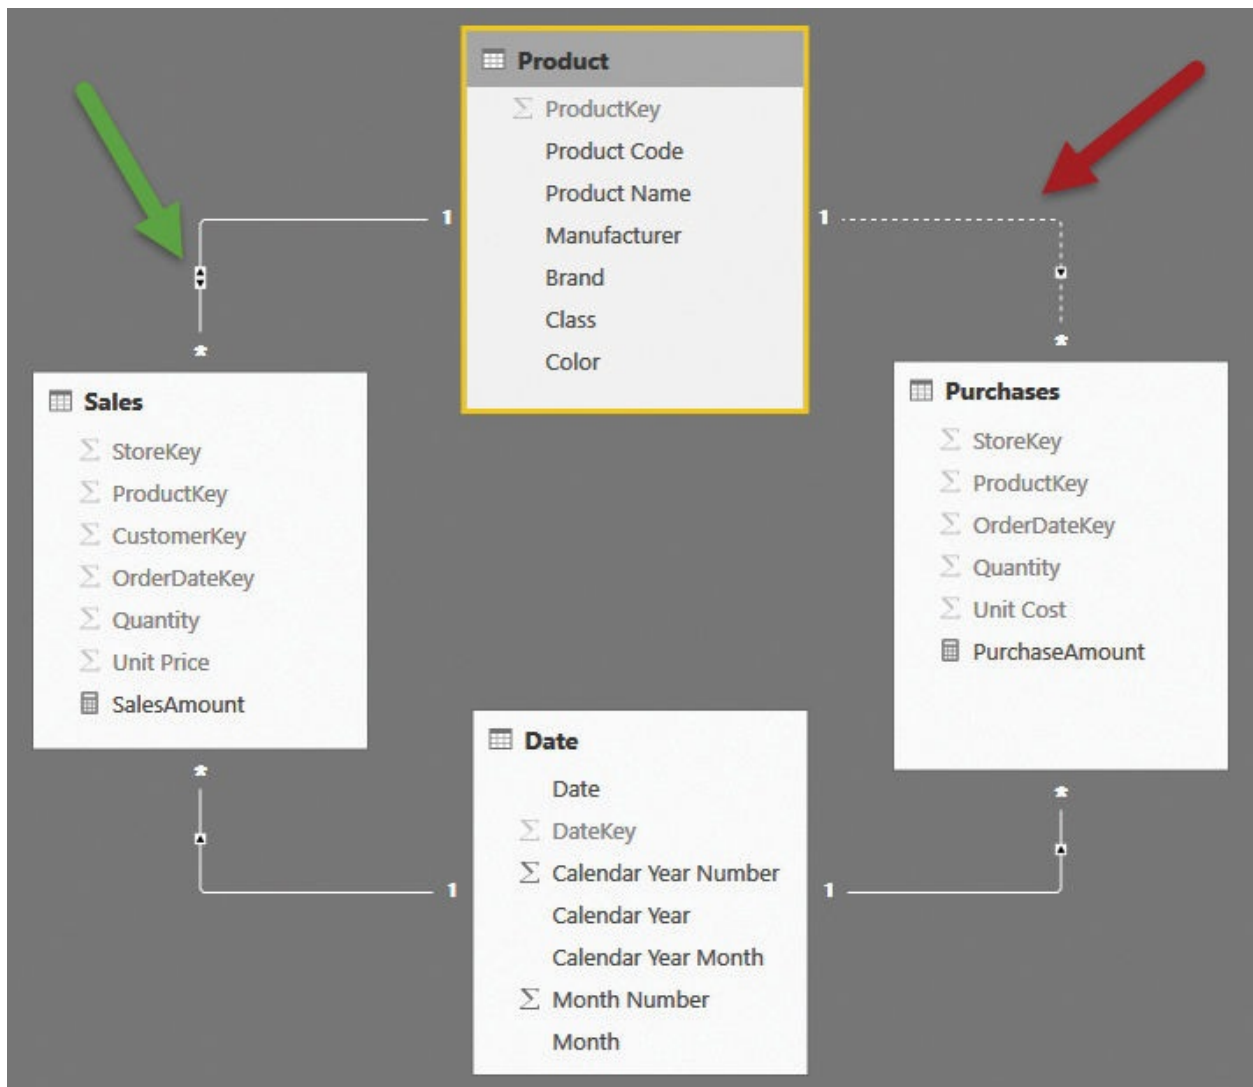 Product
Σ ProductKey
Product Code
Product Name
Manufacturer
Brand
Class
Color
1
1
*
*
Sales
Σ StoreKey
Σ ProductKey
Σ CustomerKey
Σ OrderDateKey
Σ Quantity
Σ Unit Price
SalesAmount
Purchases
Σ StoreKey
Σ ProductKey
Σ OrderDateKey
Σ Quantity
Σ Unit Cost
PurchaseAmount
*
*
1
1
Date
Date
Σ DateKey
Σ Calendar Year Number
Calendar Year
Calendar Year Month
Σ Month Number
Month